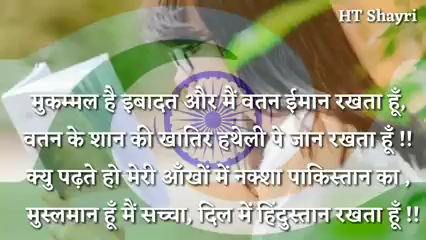 HT Shayri
मुकम्मल है इबादत और मैं वतन ईमान रखता हूँ,
वतन के शान की खातिर हथेली पे जान रखता हूँ !!
क्यु पढ़ते हो मेरी आँखों में नक्शा पाकिस्तान का ,
मुस्लमान हूँ मैं सच्चा, दिल में हिंदुस्तान रखता हूँ !!